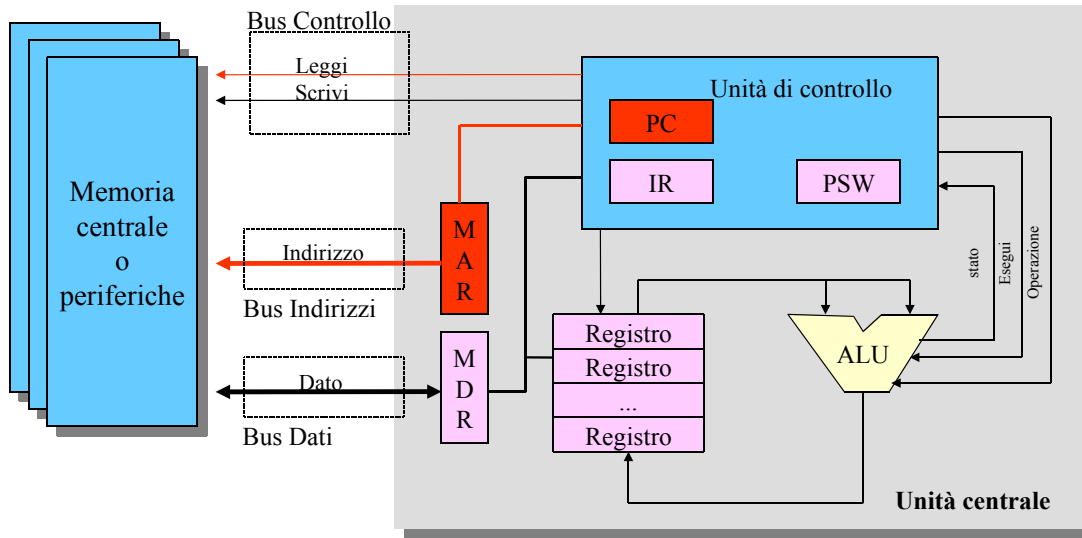 Bus Controllo
Leggi
Scrivi
Unità di controllo
PC
IR
PSW
Memoria
centrale
o
periferiche
Indirizzo
Bus Indirizzi
M
A
R
stato
Esegui
Operazione
Registro
Registro
...
Registro
ALU
M
D
R
Dato
Bus Dati
Unità centrale